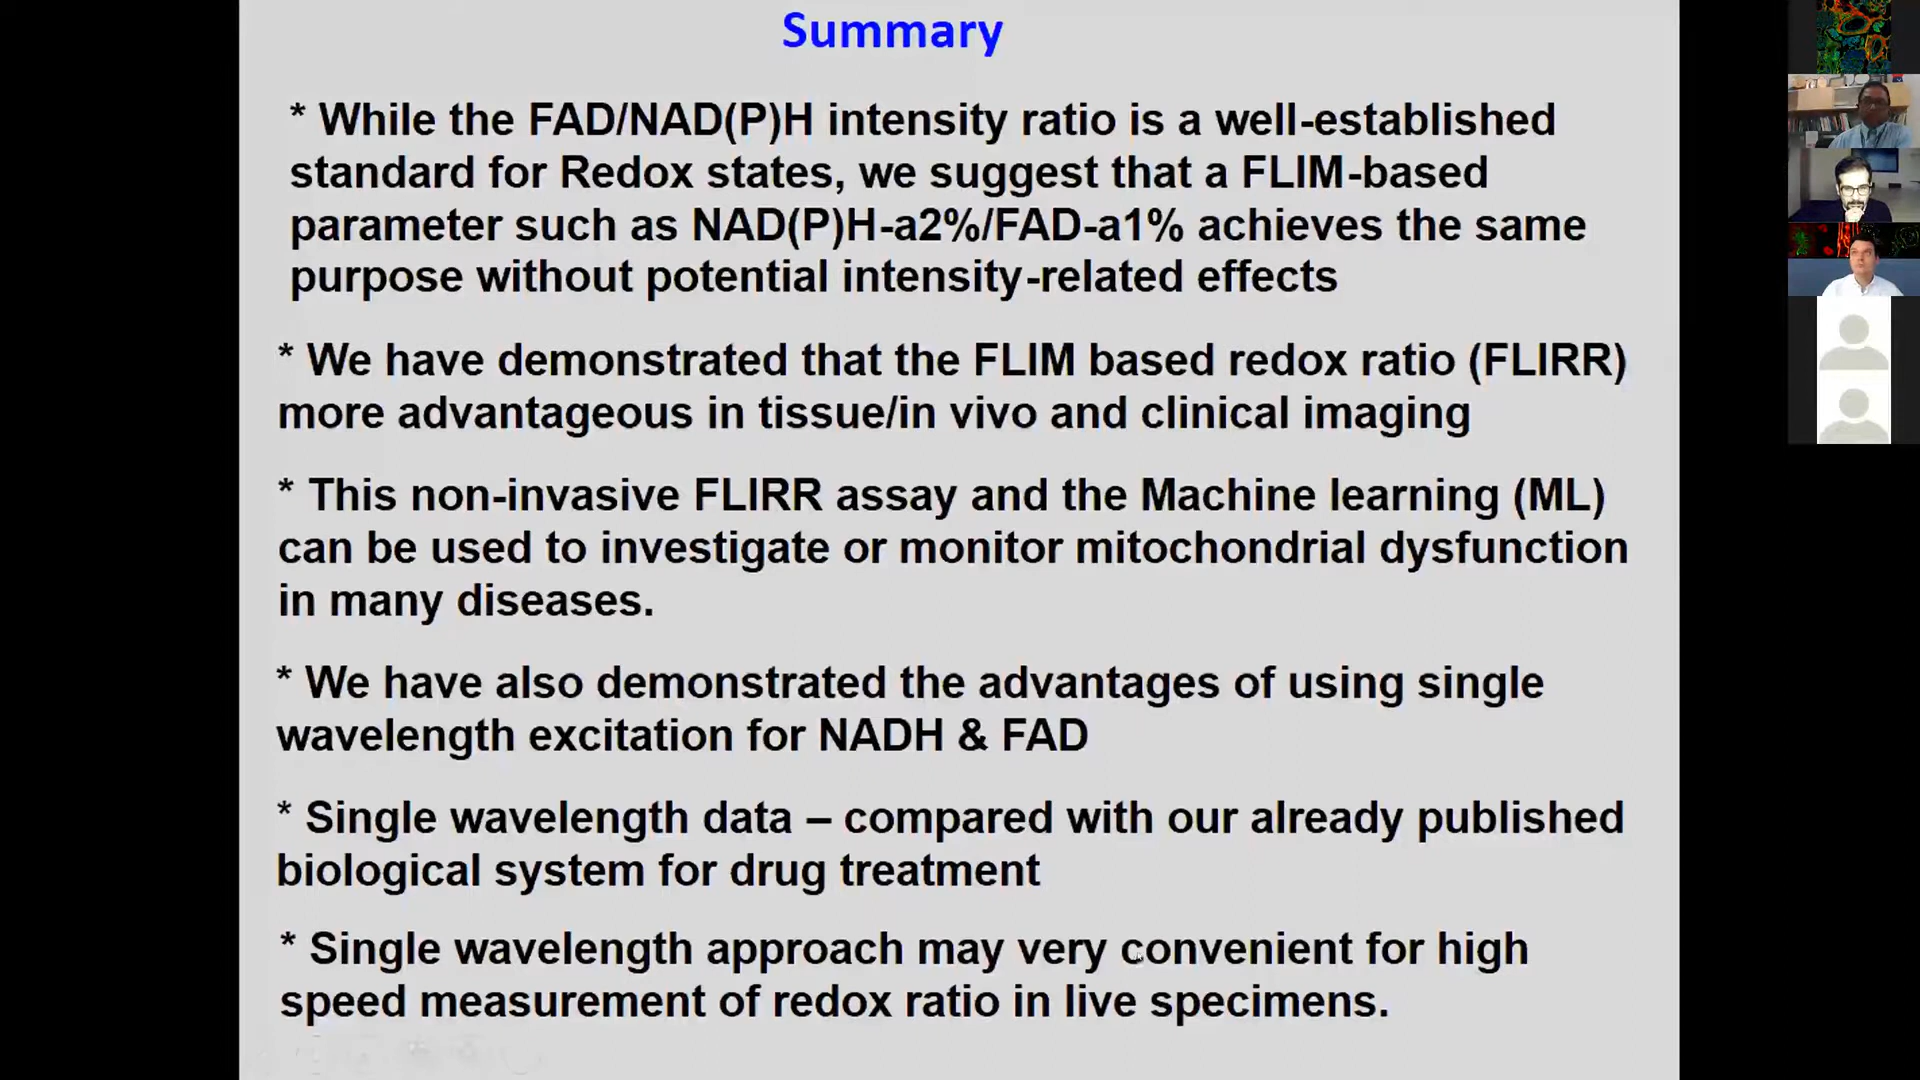 Summary
* While the FAD/NAD(P)H intensity ratio is a well-established
standard for Redox states, we suggest that a FLIM-based
parameter such as NAD(P)H-a2%/FAD-a1% achieves the same
purpose without potential intensity-related effects
* We have demonstrated that the FLIM based redox ratio (FLIRR)
more advantageous in tissue/in vivo and clinical imaging
* This non-invasive FLIRR assay and the Machine learning (ML)
can be used to investigate or monitor mitochondrial dysfunction
in many diseases.
* We have also demonstrated the advantages of using single
wavelength excitation for NADH & FAD
* Single wavelength data – compared with our already published
biological system for drug treatment
* Single wavelength approach may very convenient for high
speed measurement of redox ratio in live specimens.